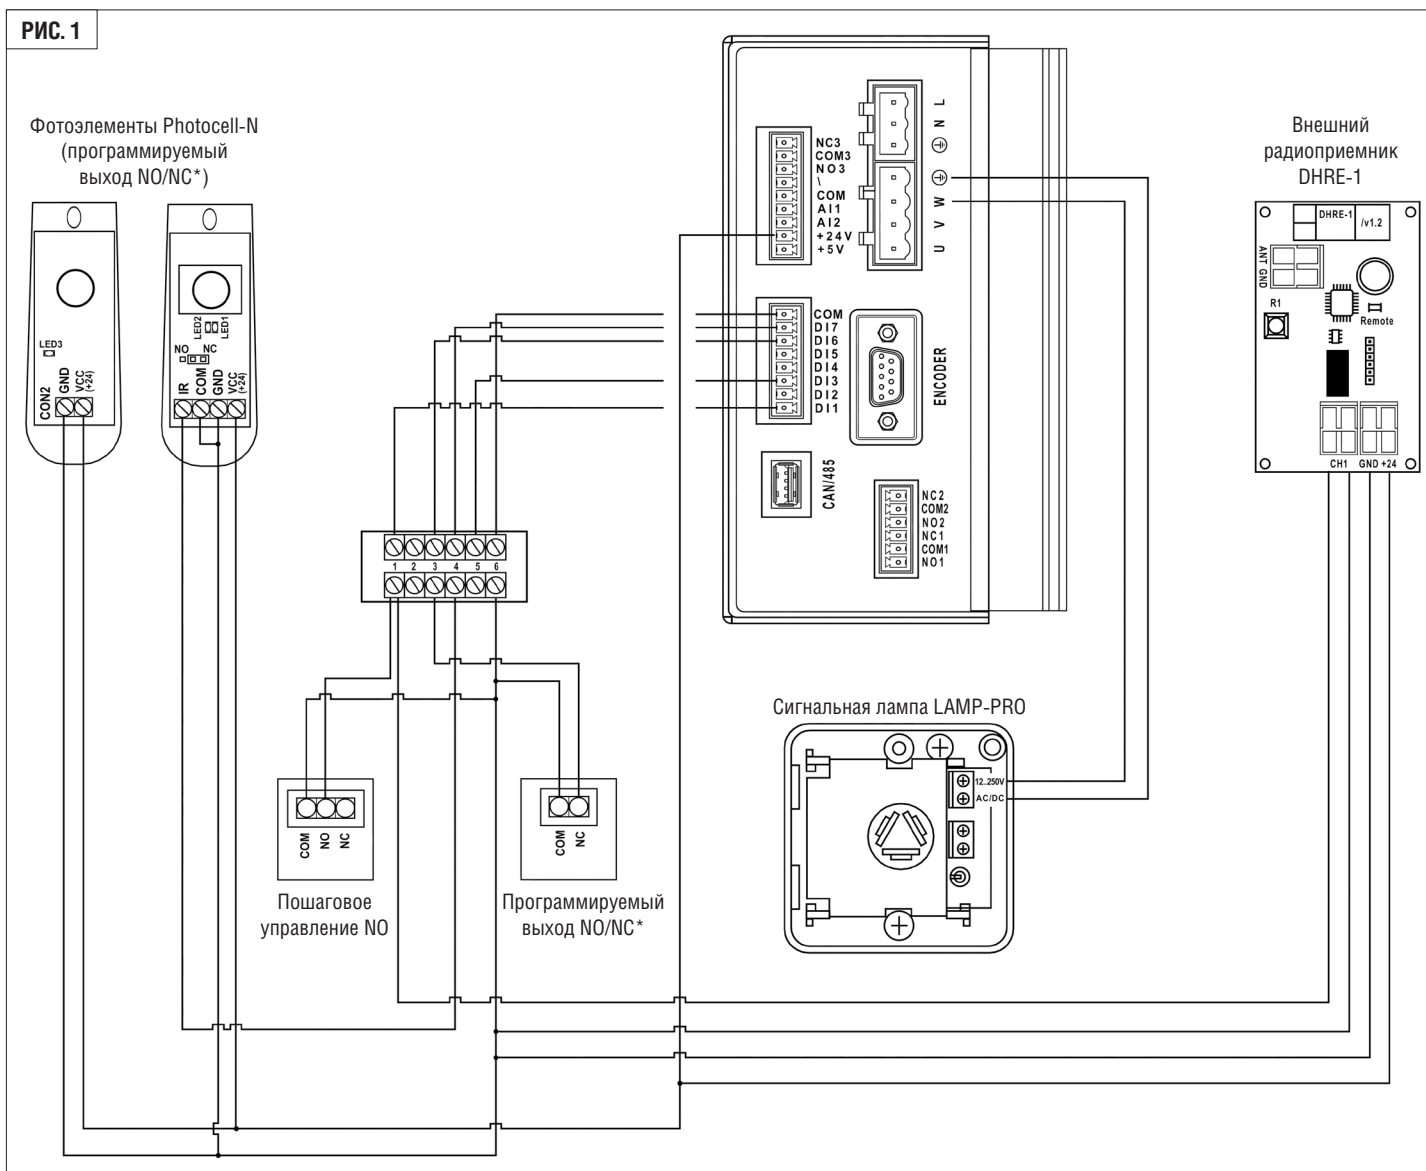 РИС. 1
Фотоэлементы Photocell-N
(программируемый
выход NO/NC*)
LED3
CON2
GND
VCC
(+24)
LED2
LED1
NO
NC
IR
COM
GND
VCC
(+24)
NC3
COM3
NO3
\
COM
AI1
AI2
+24V
+5V
L
N
W
V
U
COM
DI7
DI6
DI5
DI4
DI3
DI2
DI1
ENCODER
CAN/485
NC2
COM2
NO2
NC1
COM1
NO1
Внешний
радиоприемник
DHRE-1
DHRE-1
/v1.2
ANT GND
R1
Remote
CH1 GND +24
1 2 3 4 5 6
Сигнальная лампа LAMP-PRO
12..250V
AC/DC
COM
NO
NC
Пошаговое
управление NO
COM
NC
Программируемый
выход NO/NC*